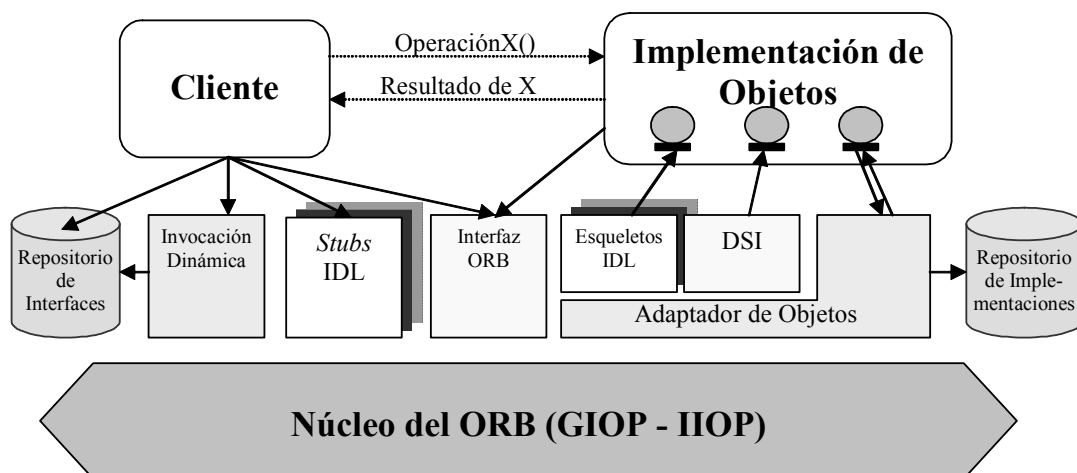 OperaciónX()
Cliente
Resultado de X
Implementación de
Objetos
Repositorio
de
Interfaces
Invocación
Dinámica
Stubs
IDL
Interfaz
ORB
Esqueletos
IDL
DSI
Adaptador de Objetos
Repositorio
de Imple-
mentaciones
Núcleo del ORB (GIOP - IIOP)